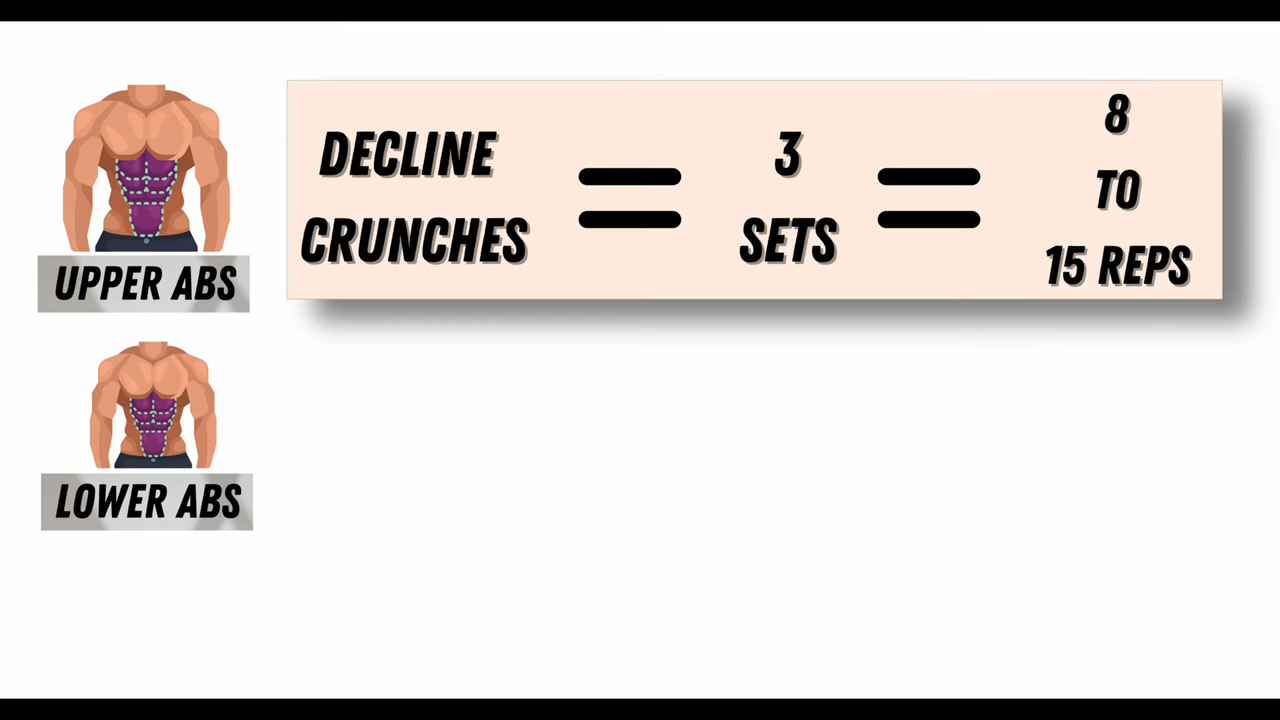 UPPER ABS
DECLINE
CRUNCHES
=
3
SETS
=
8
TO
15 REPS
LOWER ABS